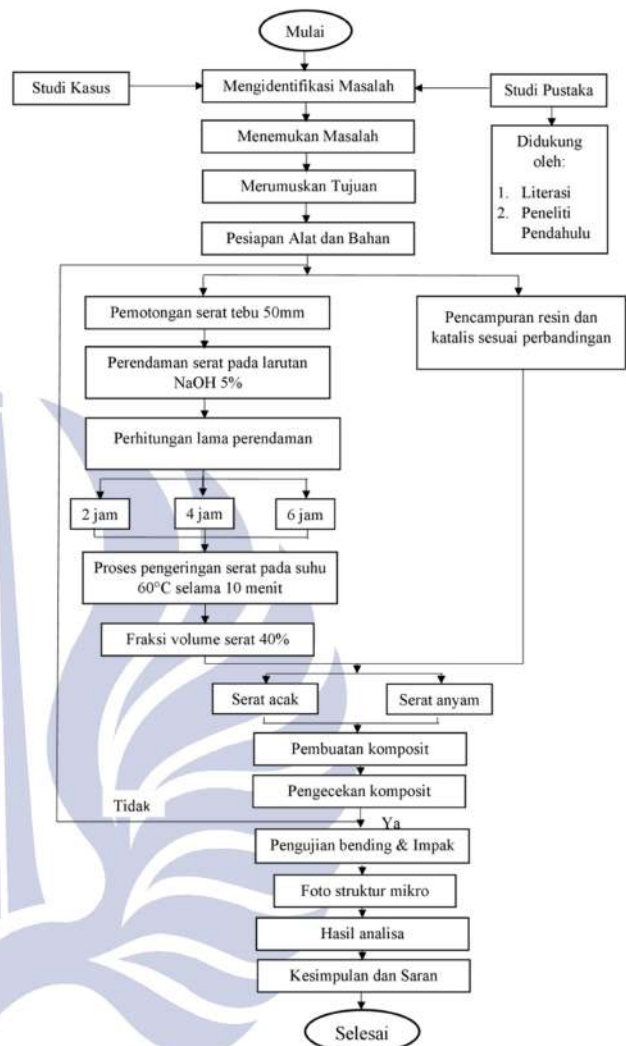 Mulai
Studi Kasus
Mengidentifikasi Masalah
Studi Pustaka
Menemukan Masalah
Didukung
oleh:
1. Literasi
2. Peneliti
Pendahulu
Merumuskan Tujuan
Pesiapan Alat dan Bahan
Pemotongan serat tebu 50mm
Pencampuran resin dan
katalis sesuai perbandingan
Perendaman serat pada larutan
NaOH 5%
Perhitungan lama perendaman
2 jam
4 jam
6 jam
Proses pengeringan serat pada suhu
60°C selama 10 menit
Fraksi volume serat 40%
Serat acak
Serat anyam
Pembuatan komposit
Pengecekan komposit
Tidak
Ya
Pengujian bending & Impak
Foto struktur mikro
Hasil analisa
Kesimpulan dan Saran
Selesai